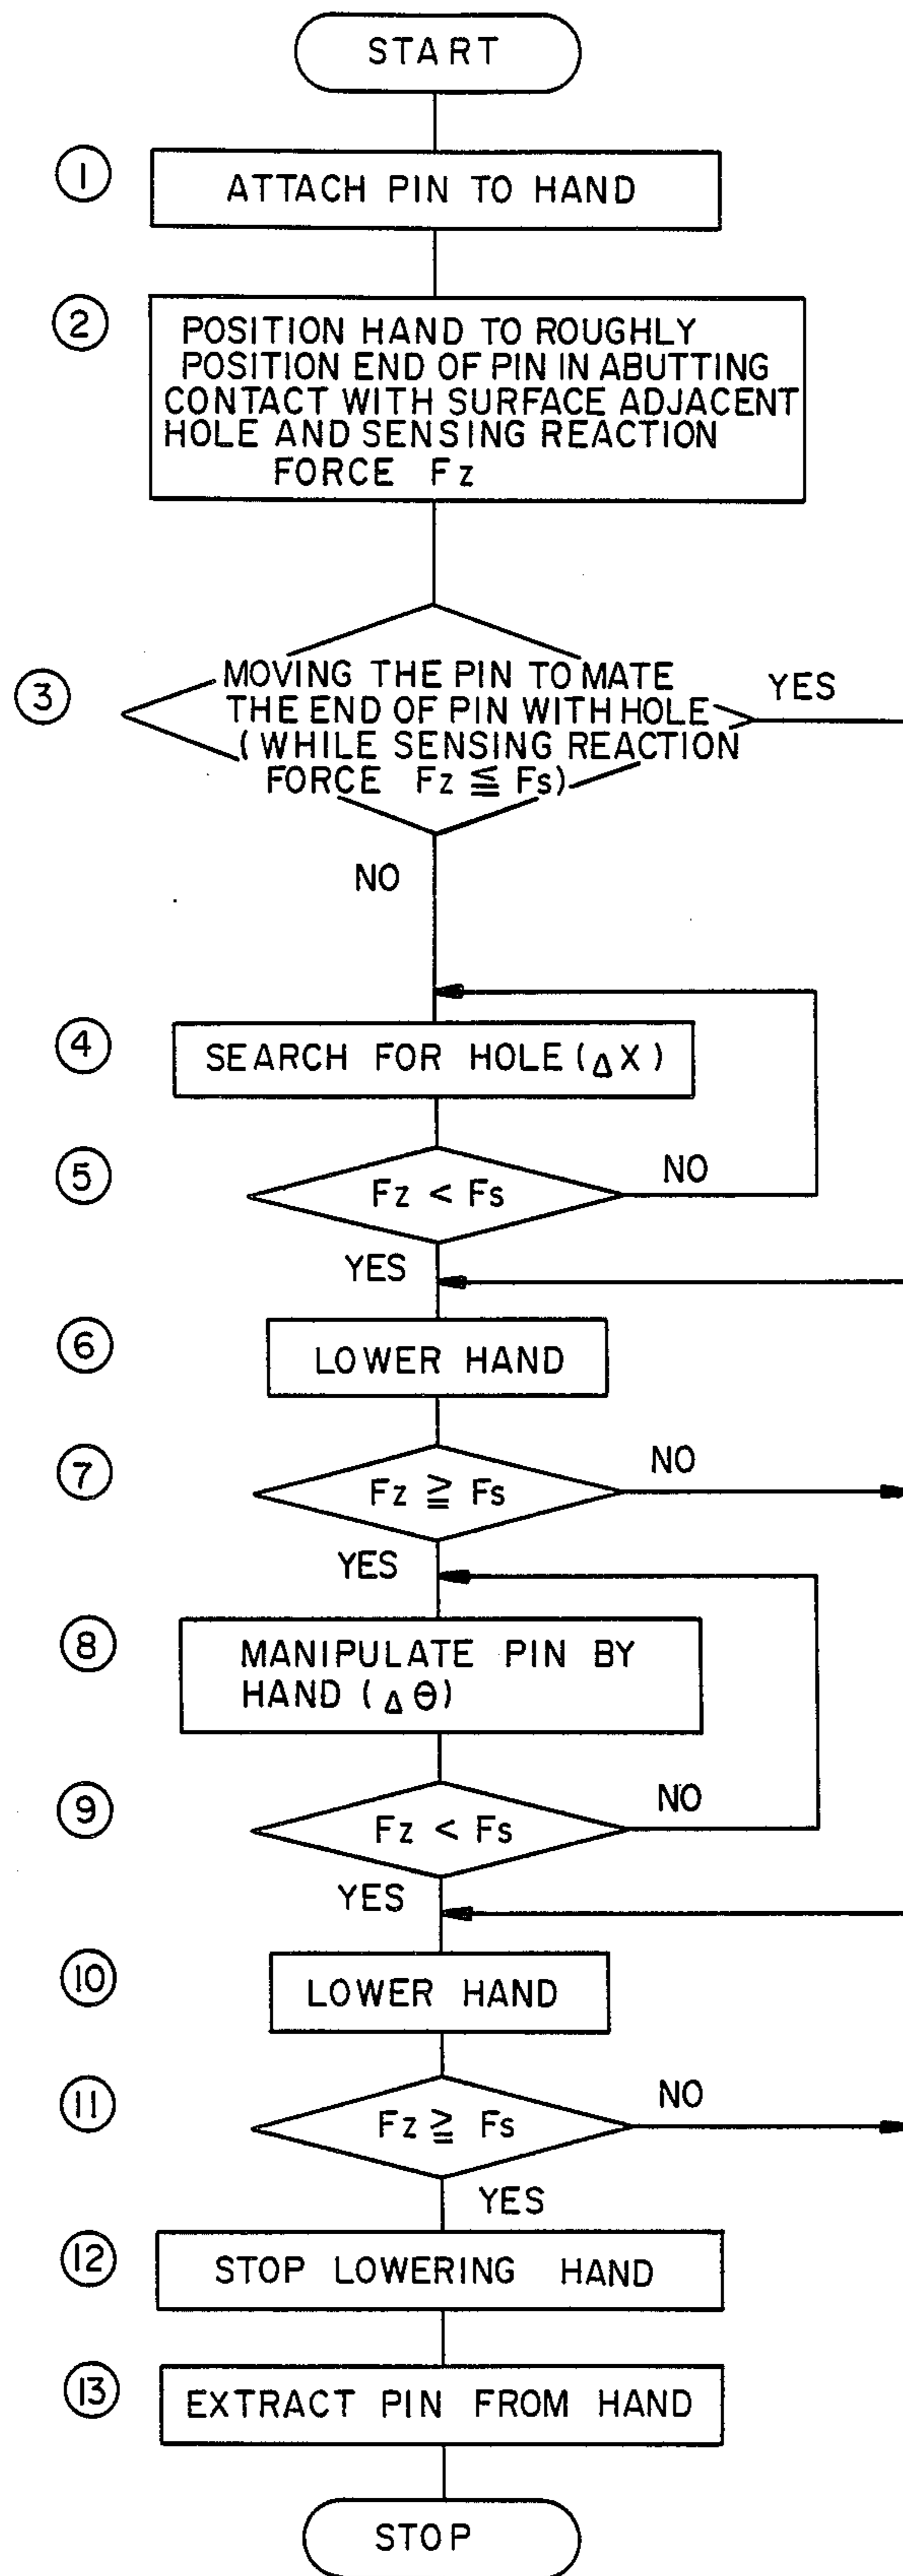 START
1
ATTACH PIN TO HAND
2
POSITION HAND TO ROUGHLY
POSITION END OF PIN IN ABUTTING
CONTACT WITH SURFACE ADJACENT
HOLE AND SENSING REACTION
FORCE Fz
3
MOVING THE PIN TO MATE
THE END OF PIN WITH HOLE
(WHILE SENSING REACTION
FORCE Fz ≦ Fs)
YES
NO
4
SEARCH FOR HOLE (ΔX)
5
Fz < Fs
NO
YES
6
LOWER HAND
7
Fz ≧ Fs
NO
YES
8
MANIPULATE PIN BY
HAND (Δθ)
9
Fz < Fs
NO
YES
10
LOWER HAND
11
Fz ≧ Fs
NO
YES
12
STOP LOWERING HAND
13
EXTRACT PIN FROM HAND
STOP